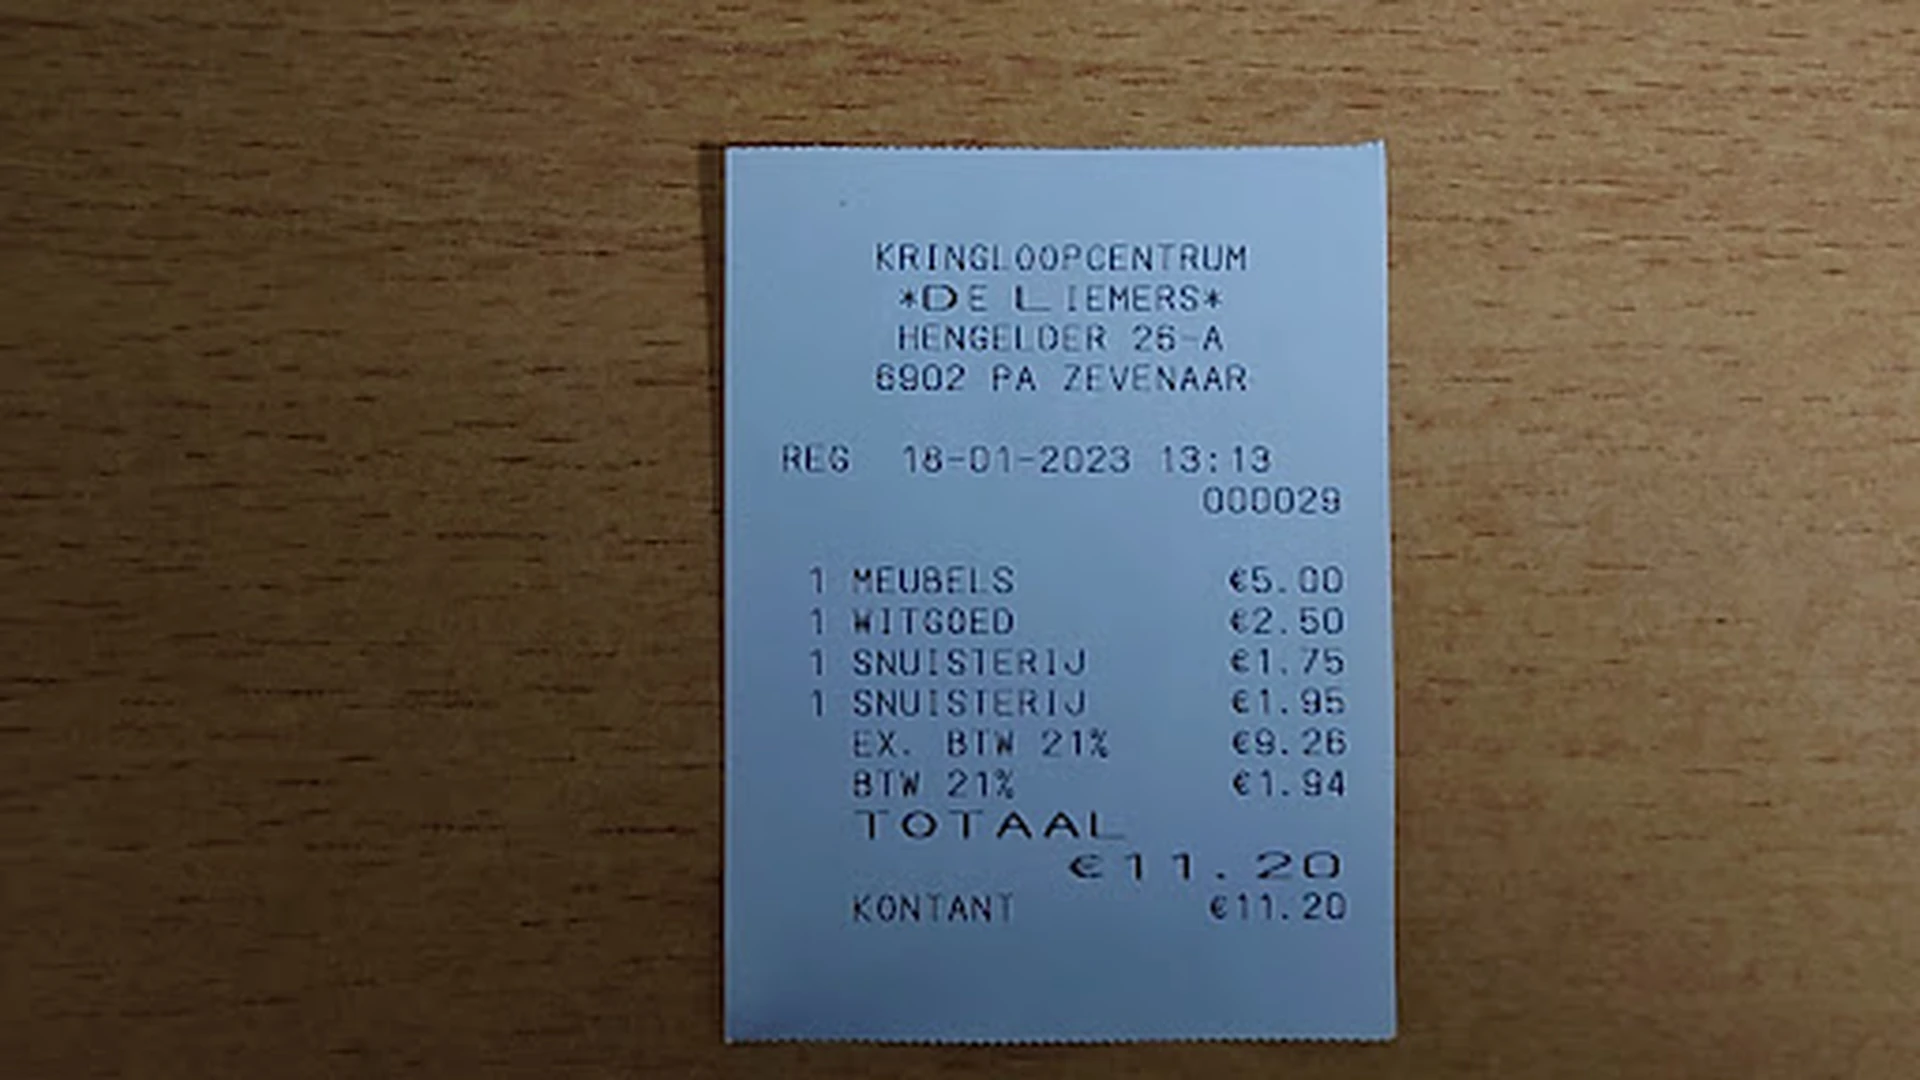 KRINGLOOPCENTRUM
*DE LIEMERS*
HENGELDER 26-A
6902 PA ZEVENAAR
REG 18-01-2023 13:13
000029
1 MEUBELS €5.00
1 WITGOED €2.50
1 SNUISTERIJ €1.75
1 SNUISTERIJ €1.95
EX. BTW 21% €9.26
BTW 21% €1.94
TOTAAL
€11.20
KONTANT €11.20